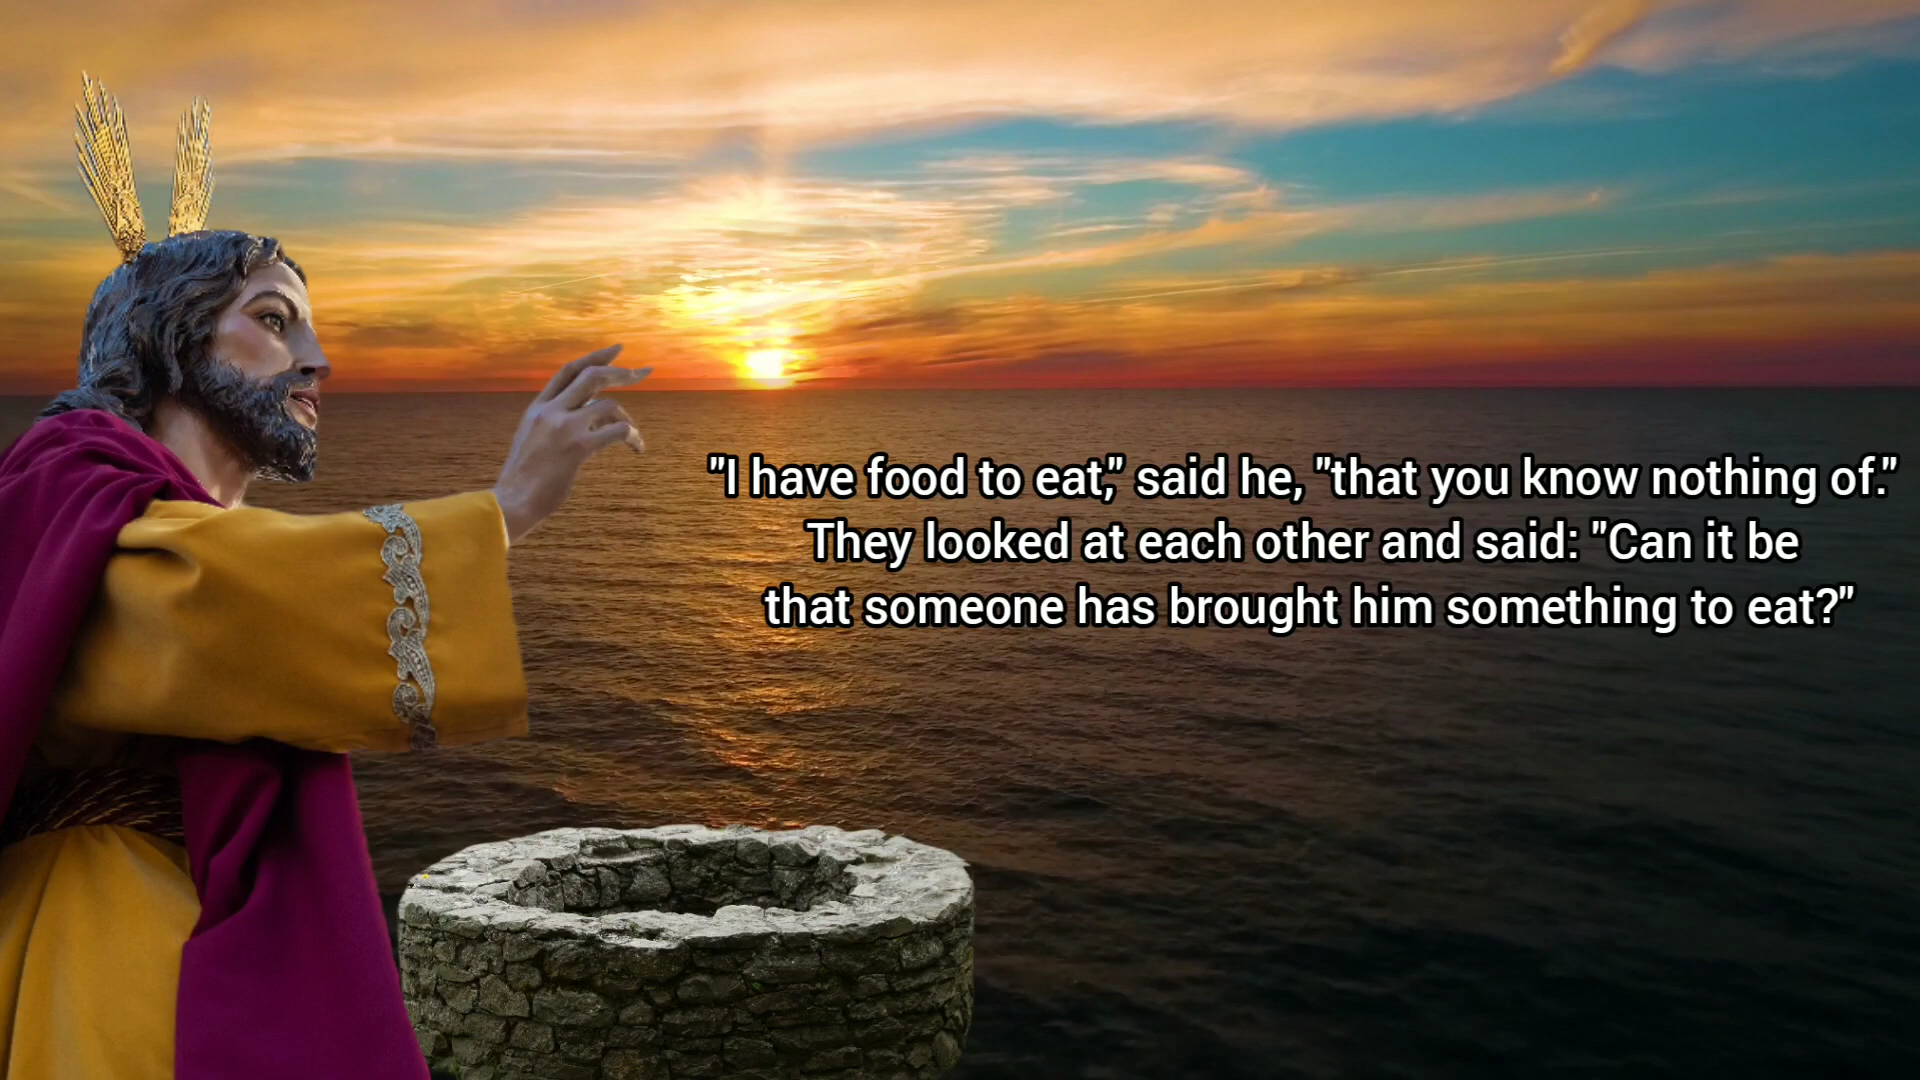 "I have food to eat," said he, "that you know nothing of."
They looked at each other and said: "Can it be
that someone has brought him something to eat?"